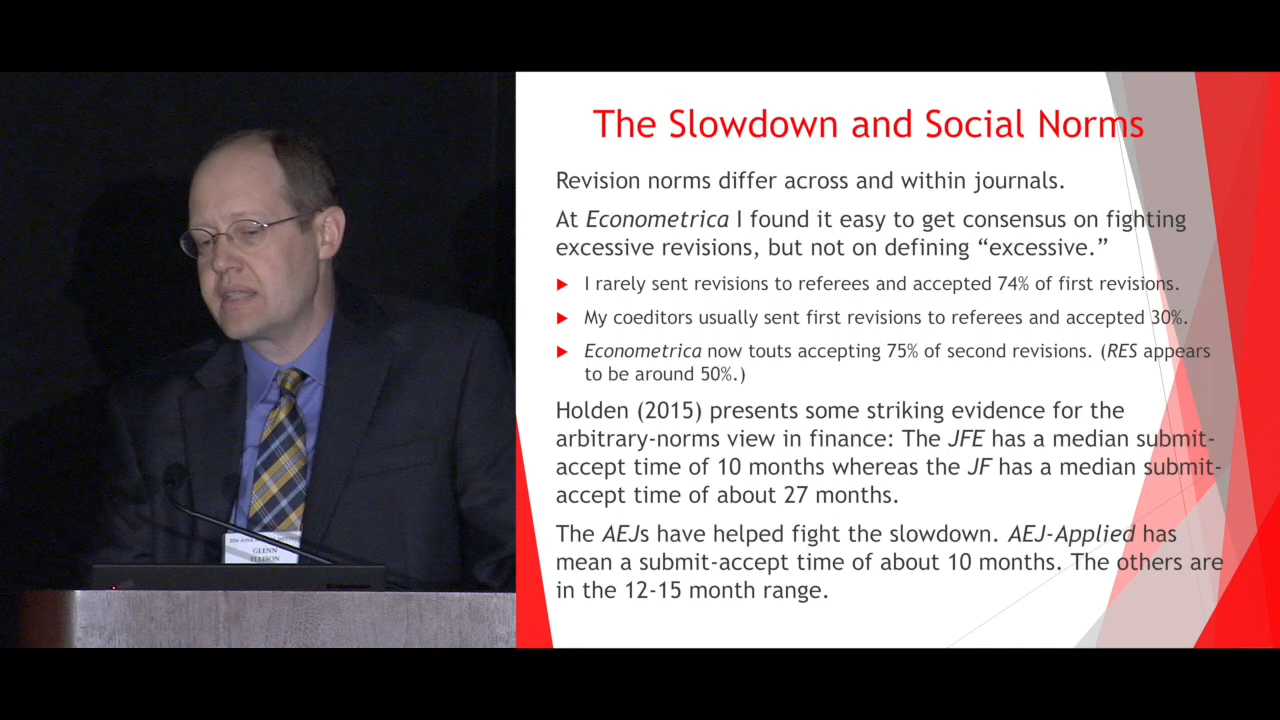 The Slowdown and Social Norms
Revision norms differ across and within journals.
At Econometrica I found it easy to get consensus on fighting
excessive revisions, but not on defining “excessive.”
I rarely sent revisions to referees and accepted 74% of first revisions.
My coeditors usually sent first revisions to referees and accepted 30%.
Econometrica now touts accepting 75% of second revisions. (RES appears
to be around 50%.)
Holden (2015) presents some striking evidence for the
arbitrary-norms view in finance: The JFE has a median submit-
accept time of 10 months whereas the JF has a median submit-
accept time of about 27 months.
The AEJs have helped fight the slowdown. AEJ-Applied has
mean a submit-accept time of about 10 months. The others are
in the 12-15 month range.
GLENN
ELLISON